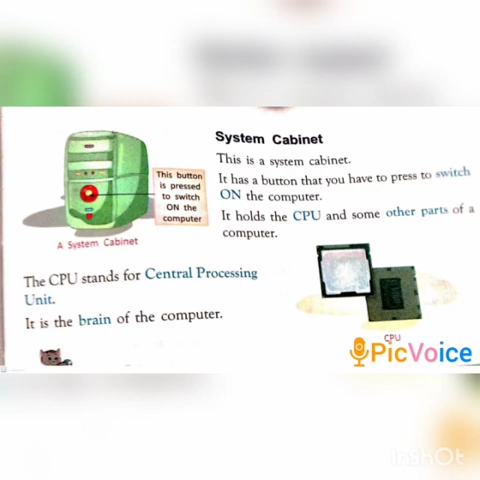 System Cabinet
This is a system cabinet.
It has a button that you have to press to switch
ON the computer.
It holds the CPU and some other parts of a
computer.
This button
is pressed
to switch
ON the
computer
A System Cabinet
The CPU stands for Central Processing
Unit.
It is the brain of the computer.
CPU
PicVoice
InShOt